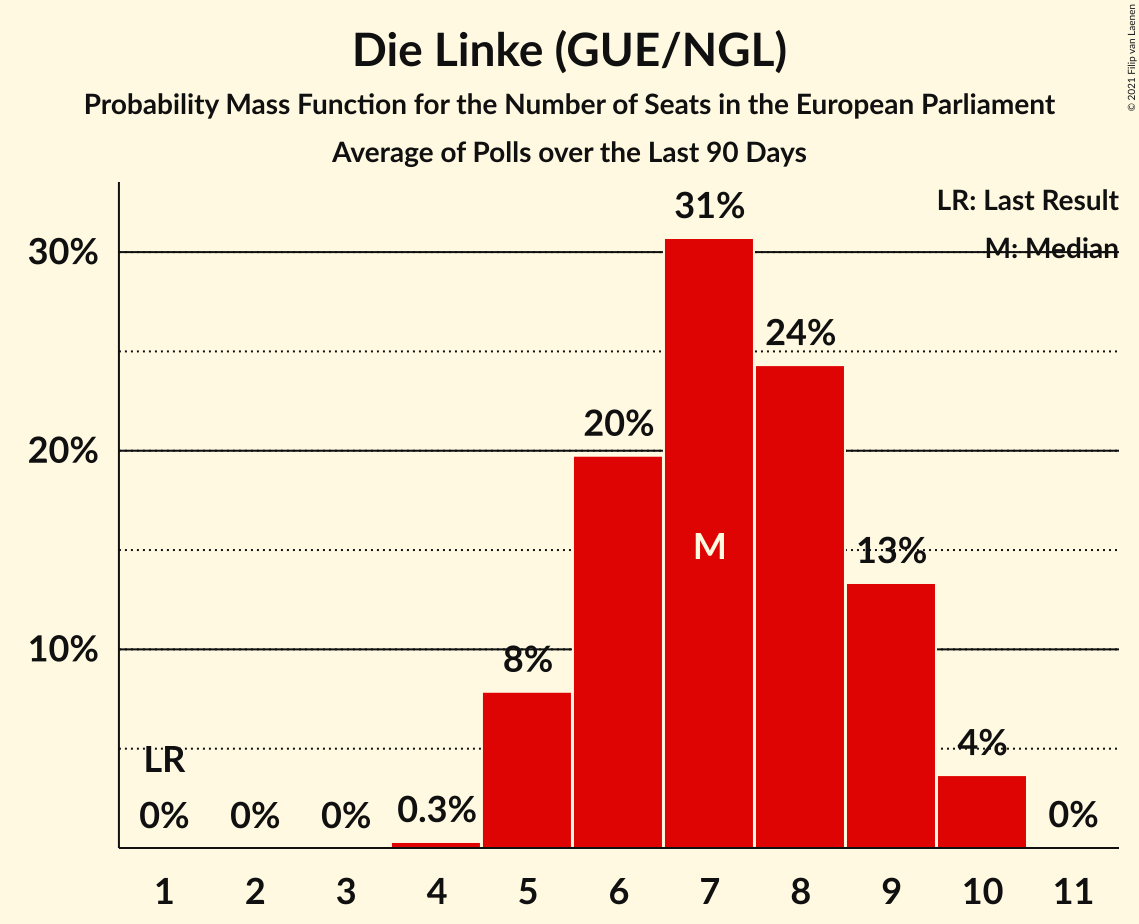 Die Linke (GUE/NGL)
Probability Mass Function for the Number of Seats in the European Parliament
Average of Polls over the Last 90 Days
© 2021 Filip van Laenen
LR: Last Result
M: Median
30%
20%
10%
LR
0%
0%
0%
0.3%
8%
20%
31%
M
24%
13%
4%
0%
1 2 3 4 5 6 7 8 9 10 11